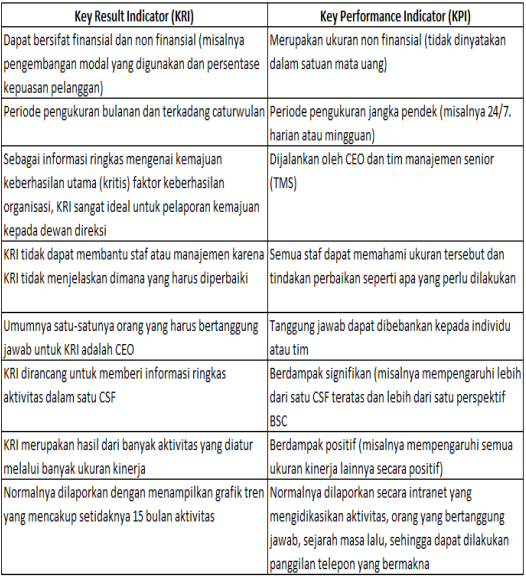 Key Result Indicator (KRI)
Key Performance Indicator (KPI)
Dapat bersifat finansial dan non finansial (misalnya
pengembangan modal yang digunakan dan persentase
kepuasan pelanggan)
Merupakan ukuran non finansial (tidak dinyatakan
dalam satuan mata uang)
Periode pengukuran bulanan dan terkadang caturwulan
Periode pengukuran jangka pendek (misalnya 24/7.
harian atau mingguan)
Sebagai informasi ringkas mengenai kemajuan
keberhasilan utama (kritis) faktor keberhasilan
organisasi, KRI sangat ideal untuk pelaporan kemajuan
kepada dewan direksi
Dijalankan oleh CEO dan tim manajemen senior
(TMS)
KRI tidak dapat membantu staf atau manajemen karena
KRI tidak menjelaskan dimana yang harus diperbaiki
Semua staf dapat memahami ukuran tersebut dan
tindakan perbaikan seperti apa yang perlu dilakukan
Umumnya satu-satunya orang yang harus bertanggung
jawab untuk KRI adalah CEO
Tanggung jawab dapat dibebankan kepada individu
atau tim
KRI dirancang untuk memberi informasi ringkas
aktivitas dalam satu CSF
Berdampak signifikan (misalnya mempengaruhi lebih
dari satu CSF teratas dan lebih dari satu perspektif
BSC
KRI merupakan hasil dari banyak aktivitas yang diatur
melalui banyak ukuran kinerja
Berdampak positif (misalnya mempengaruhi semua
ukuran kinerja lainnya secara positif)
Normalnya dilaporkan dengan menampilkan grafik tren
yang mencakup setidaknya 15 bulan aktivitas
Normalnya dilaporkan secara intranet yang
mengidikasikan aktivitas, orang yang bertanggung
jawab, sejarah masa lalu, sehingga dapat dilakukan
panggilan telepon yang bermakna